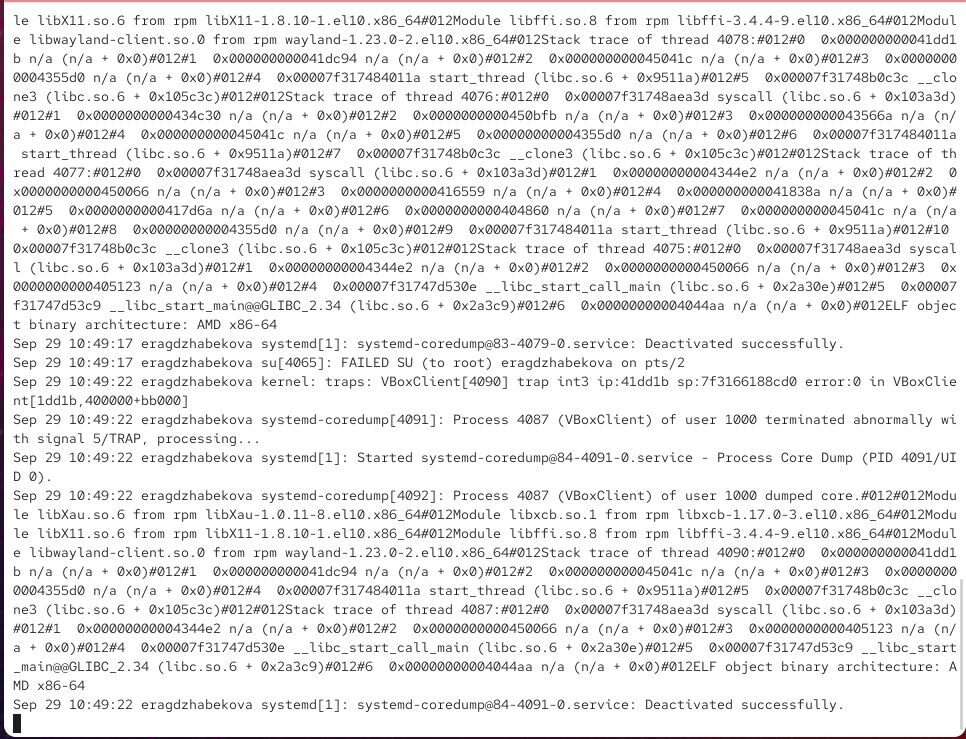 le libX11.so.6 from rpm libX11-1.8.10-1.el10.x86_64#012Module libffi.so.8 from rpm libffi-3.4.4-9.el10.x86_64#012Modul
e libwayland-client.so.0 from rpm wayland-1.23.0-2.el10.x86_64#012Stack trace of thread 4078:#012#0  0x000000000041dd1
b n/a (n/a + 0x0)#012#1  0x000000000041dc94 n/a (n/a + 0x0)#012#2  0x000000000045041c n/a (n/a + 0x0)#012#3  0x0000000
0004355d0 n/a (n/a + 0x0)#012#4  0x00007f317484011a start_thread (libc.so.6 + 0x9511a)#012#5  0x00007f31748b0c3c __clo
ne3 (libc.so.6 + 0x105c3c)#012#012Stack trace of thread 4076:#012#0  0x00007f31748aea3d syscall (libc.so.6 + 0x103a3d)
#012#1  0x0000000000434c30 n/a (n/a + 0x0)#012#2  0x0000000000450bfb n/a (n/a + 0x0)#012#3  0x000000000043566a n/a (n/
a + 0x0)#012#4  0x000000000045041c n/a (n/a + 0x0)#012#5  0x00000000004355d0 n/a (n/a + 0x0)#012#6  0x00007f317484011a
 start_thread (libc.so.6 + 0x9511a)#012#7  0x00007f31748b0c3c __clone3 (libc.so.6 + 0x105c3c)#012#012Stack trace of th
read 4077:#012#0  0x00007f31748aea3d syscall (libc.so.6 + 0x103a3d)#012#1  0x00000000004344e2 n/a (n/a + 0x0)#012#2  0
x0000000000450066 n/a (n/a + 0x0)#012#3  0x0000000000416559 n/a (n/a + 0x0)#012#4  0x000000000041838a n/a (n/a + 0x0)#
012#5  0x0000000000417d6a n/a (n/a + 0x0)#012#6  0x0000000000404860 n/a (n/a + 0x0)#012#7  0x000000000045041c n/a (n/a
 + 0x0)#012#8  0x00000000004355d0 n/a (n/a + 0x0)#012#9  0x00007f317484011a start_thread (libc.so.6 + 0x9511a)#012#10 
0x00007f31748b0c3c __clone3 (libc.so.6 + 0x105c3c)#012#012Stack trace of thread 4075:#012#0  0x00007f31748aea3d syscal
l (libc.so.6 + 0x103a3d)#012#1  0x00000000004344e2 n/a (n/a + 0x0)#012#2  0x0000000000450066 n/a (n/a + 0x0)#012#3  0x
0000000000405123 n/a (n/a + 0x0)#012#4  0x00007f31747d530e __libc_start_call_main (libc.so.6 + 0x2a30e)#012#5  0x00007
f31747d53c9 __libc_start_main@@GLIBC_2.34 (libc.so.6 + 0x2a3c9)#012#6  0x00000000004044aa n/a (n/a + 0x0)#012ELF objec
t binary architecture: AMD x86-64
Sep 29 10:49:17 eragdzhabekova systemd[1]: systemd-coredump@83-4079-0.service: Deactivated successfully.
Sep 29 10:49:17 eragdzhabekova su[4065]: FAILED SU (to root) eragdzhabekova on pts/2
Sep 29 10:49:22 eragdzhabekova kernel: traps: VBoxClient[4090] trap int3 ip:41dd1b sp:7f3166188cd0 error:0 in VBoxClie
nt[1dd1b,400000+bb000]
Sep 29 10:49:22 eragdzhabekova systemd-coredump[4091]: Process 4087 (VBoxClient) of user 1000 terminated abnormally wi
th signal 5/TRAP, processing...
Sep 29 10:49:22 eragdzhabekova systemd[1]: Started systemd-coredump@84-4091-0.service - Process Core Dump (PID 4091/UI
D 0).
Sep 29 10:49:22 eragdzhabekova systemd-coredump[4092]: Process 4087 (VBoxClient) of user 1000 dumped core.#012#012Modu
le libXau.so.6 from rpm libXau-1.0.11-8.el10.x86_64#012Module libxcb.so.1 from rpm libxcb-1.17.0-3.el10.x86_64#012Modu
le libX11.so.6 from rpm libX11-1.8.10-1.el10.x86_64#012Module libffi.so.8 from rpm libffi-3.4.4-9.el10.x86_64#012Modul
e libwayland-client.so.0 from rpm wayland-1.23.0-2.el10.x86_64#012Stack trace of thread 4090:#012#0  0x000000000041dd1
b n/a (n/a + 0x0)#012#1  0x000000000041dc94 n/a (n/a + 0x0)#012#2  0x000000000045041c n/a (n/a + 0x0)#012#3  0x0000000
0004355d0 n/a (n/a + 0x0)#012#4  0x00007f317484011a start_thread (libc.so.6 + 0x9511a)#012#5  0x00007f31748b0c3c __clo
ne3 (libc.so.6 + 0x105c3c)#012#012Stack trace of thread 4087:#012#0  0x00007f31748aea3d syscall (libc.so.6 + 0x103a3d)
#012#1  0x00000000004344e2 n/a (n/a + 0x0)#012#2  0x0000000000450066 n/a (n/a + 0x0)#012#3  0x0000000000405123 n/a (n/
a + 0x0)#012#4  0x00007f31747d530e __libc_start_call_main (libc.so.6 + 0x2a30e)#012#5  0x00007f31747d53c9 __libc_start
_main@@GLIBC_2.34 (libc.so.6 + 0x2a3c9)#012#6  0x00000000004044aa n/a (n/a + 0x0)#012ELF object binary architecture: A
MD x86-64
Sep 29 10:49:22 eragdzhabekova systemd[1]: systemd-coredump@84-4091-0.service: Deactivated successfully.